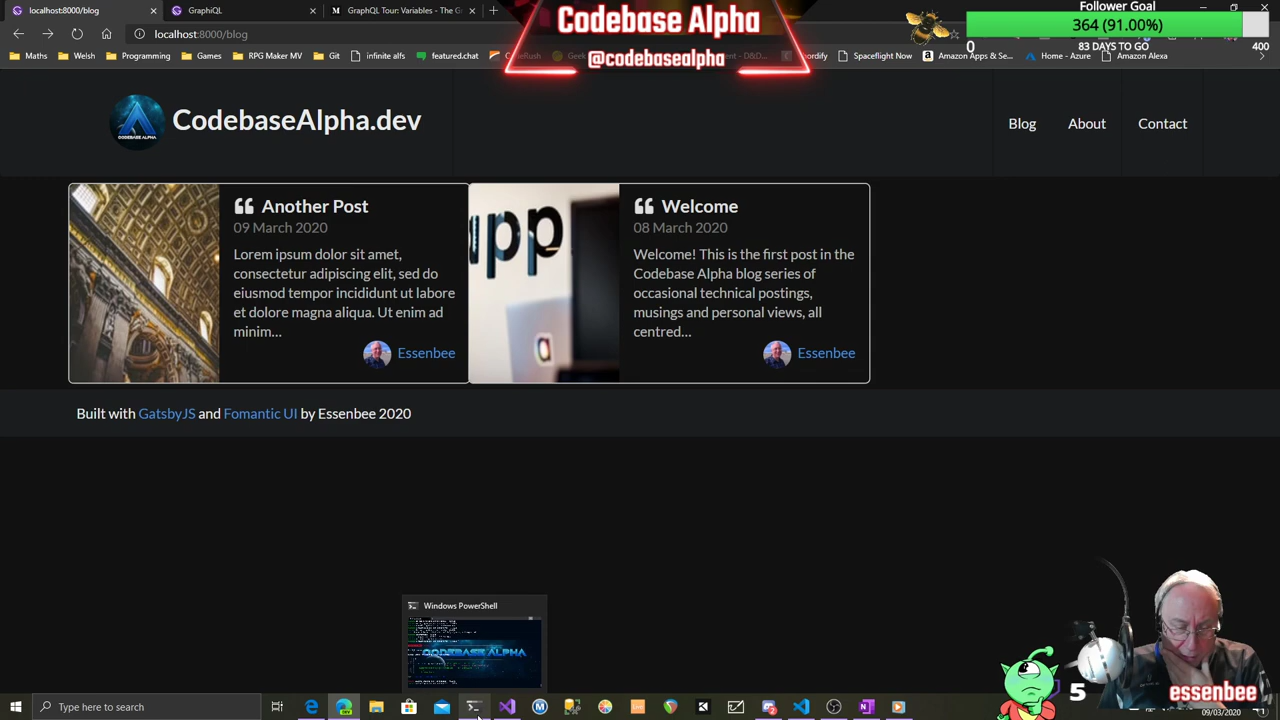 localhost:8000/blog
GraphiQL
GraphQL Tour: Variables - The G
Codebase Alpha
@codebasealpha
Follower Goal
364 (91.00%)
0
83 DAYS TO GO
400
localhost:8000/blog
Welsh
Programming
Games
RPG Maker MV
Git
infinite alfs
featured.chat
Spaceflight Now
Amazon Apps & Se...
Home - Azure
Amazon Alexa
CODEBASE ALPHA
CodebaseAlpha.dev
Blog
About
Contact
Another Post
09 March 2020
Lorem ipsum dolor sit amet,
consectetur adipiscing elit, sed do
eiusmod tempor incididunt ut labore
et dolore magna aliqua. Ut enim ad
minim...
Essenbee
Welcome
08 March 2020
Welcome! This is the first post in the
Codebase Alpha blog series of
occasional technical postings,
musings and personal views, all
centred...
Essenbee
Built with GatsbyJS and Fomantic UI by Essenbee 2020
Windows PowerShell
CODEBASE ALPHA
5
essenbee
Type here to search
09/03/2020